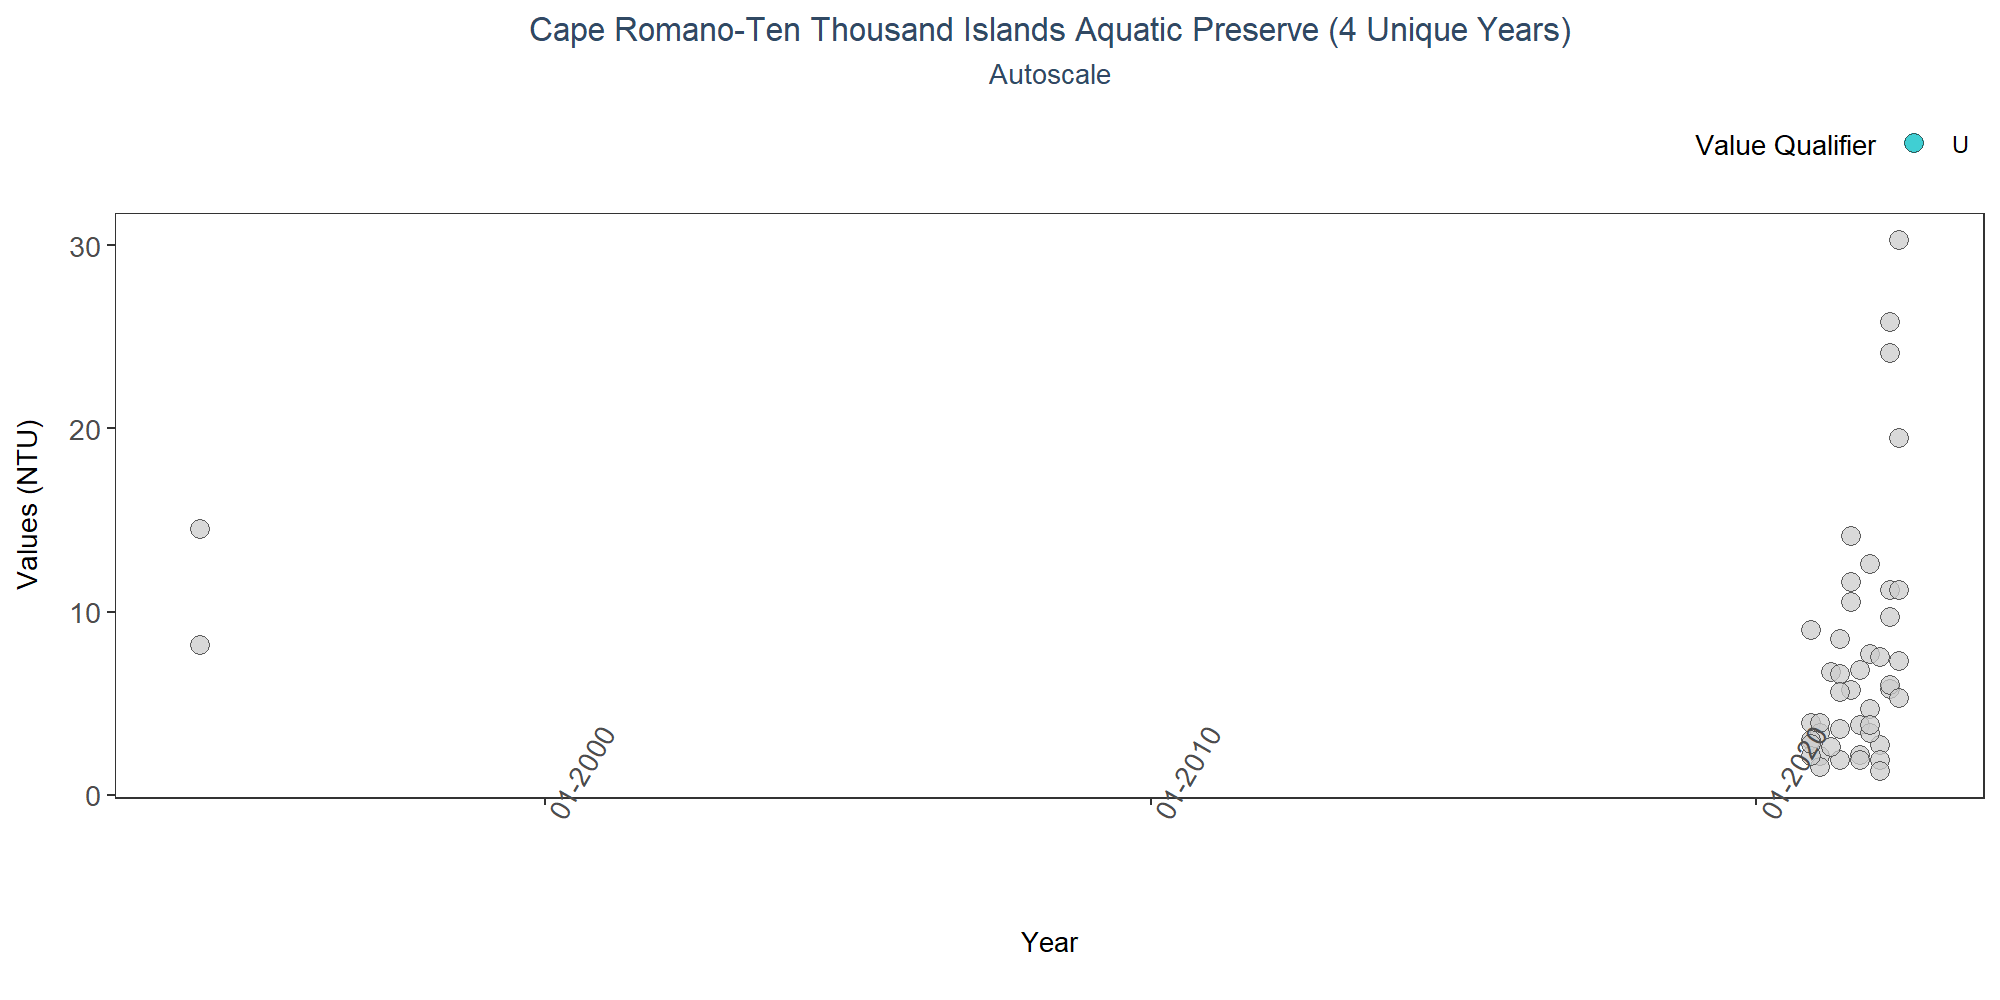 Cape Romano-Ten Thousand Islands Aquatic Preserve (4 Unique Years)
Autoscale
Value Qualifier U
30
20
10
0
Values (NTU)
01-2000
01-2010
01-2020
Year